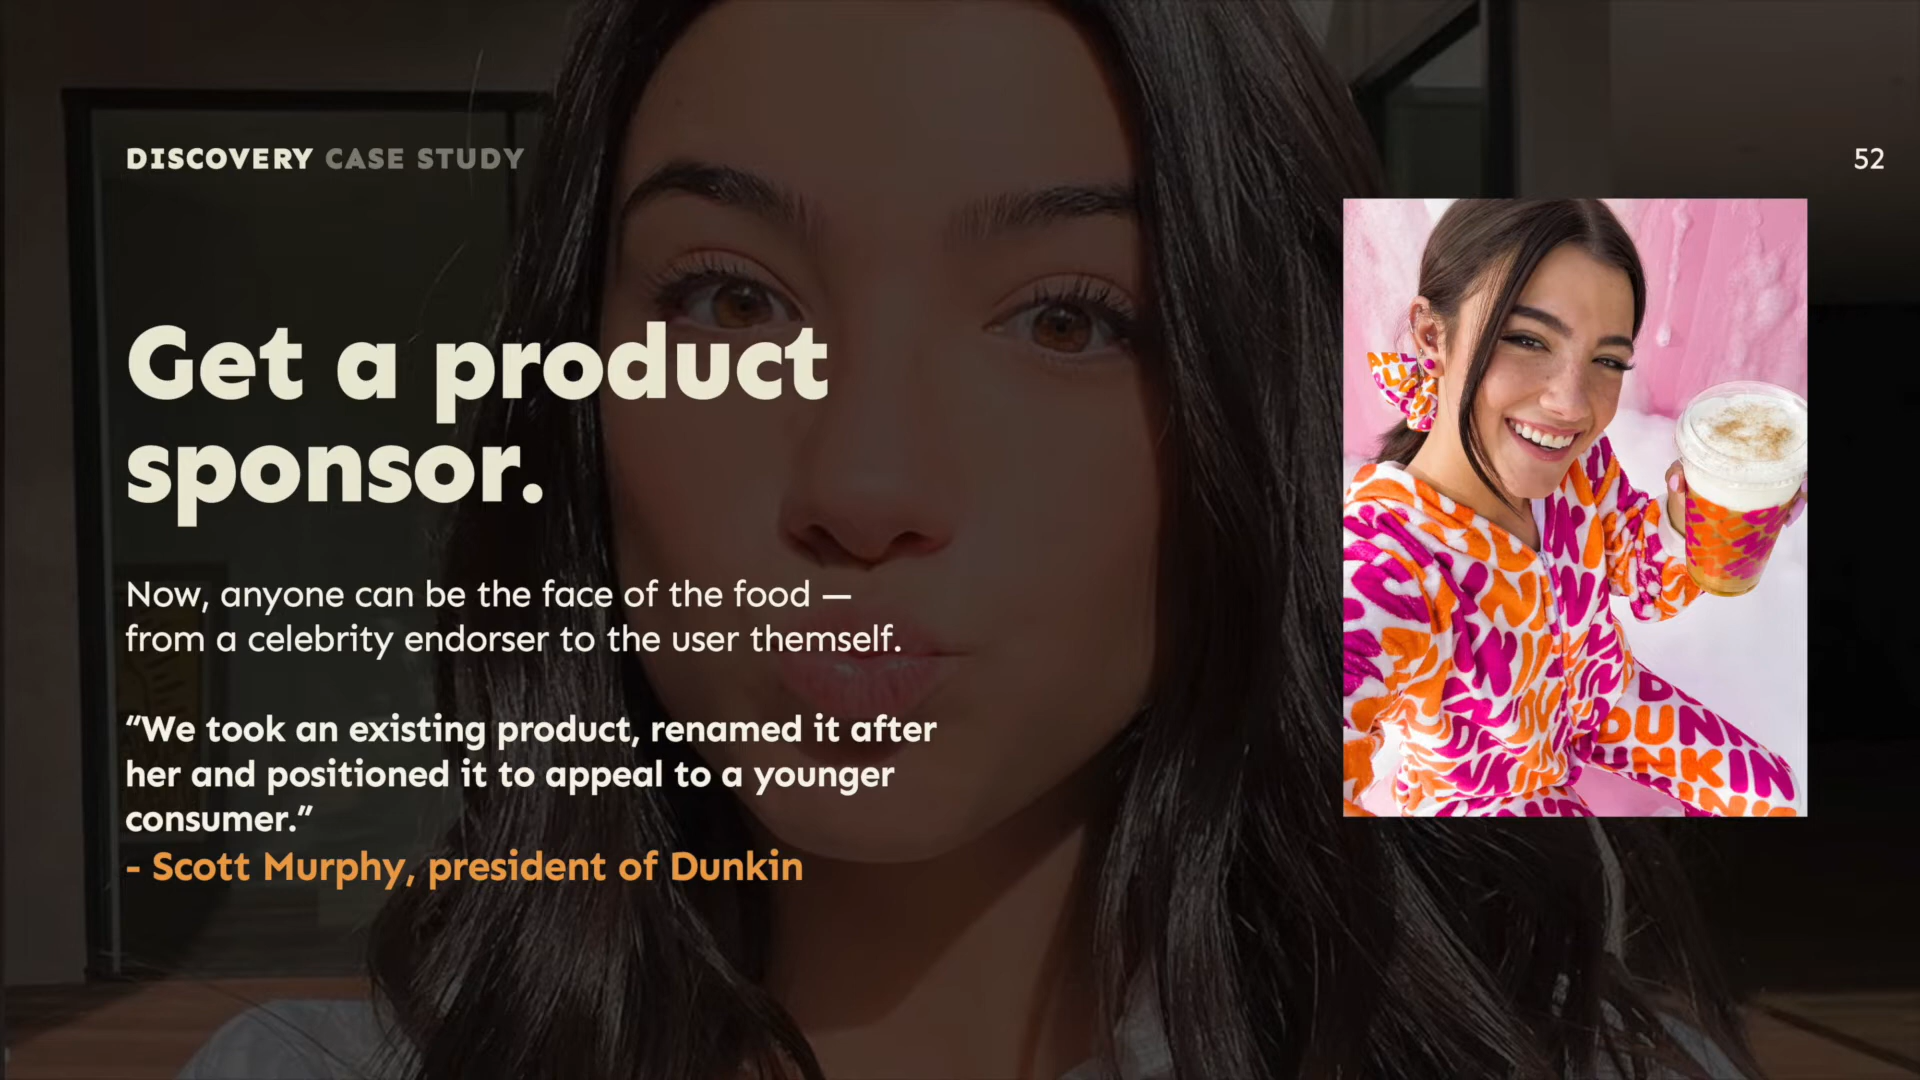 DISCOVERY CASE STUDY
52
Get a product
sponsor.
Now, anyone can be the face of the food —
from a celebrity endorser to the user themself.
“We took an existing product, renamed it after
her and positioned it to appeal to a younger
consumer.”
- Scott Murphy, president of Dunkin
DUNKIN